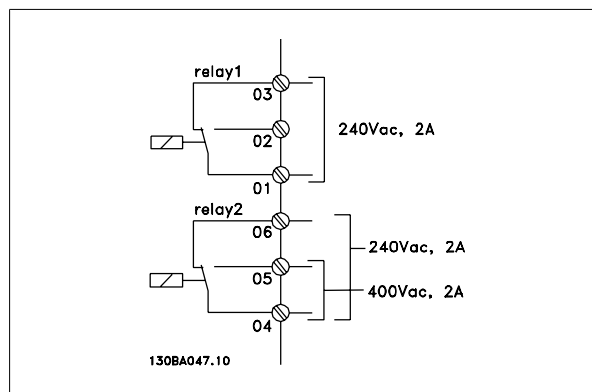 relay1
03
02
240Vac, 2A
01
relay2
06
240Vac, 2A
05
400Vac, 2A
04
130BA047.10